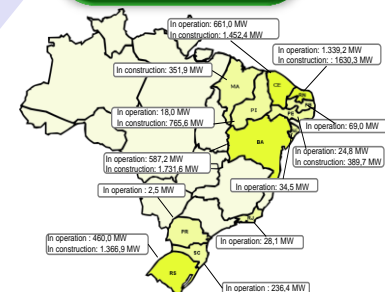 In operation: 661,0 MW
In construction: 1.452,4 MW
In operation: 1.339,2 MW
In construction: : 1630,3 MW
In construction: 351,9 MW
MA
CE
RN
PI
PE
In operation: 18,0 MW
In construction: 765,6 MW
In operation: 69,0 MW
BA
In operation: 24,8 MW
In construction: 389,7 MW
In operation: 587,2 MW
In construction: 1.731,6 MW
In operation : 2,5 MW
In operation: 34,5 MW
RJ
In operation: 28,1 MW
PR
In operation : 460,0 MW
In construction: 1.366,9 MW
SC
RS
In operation : 236,4 MW